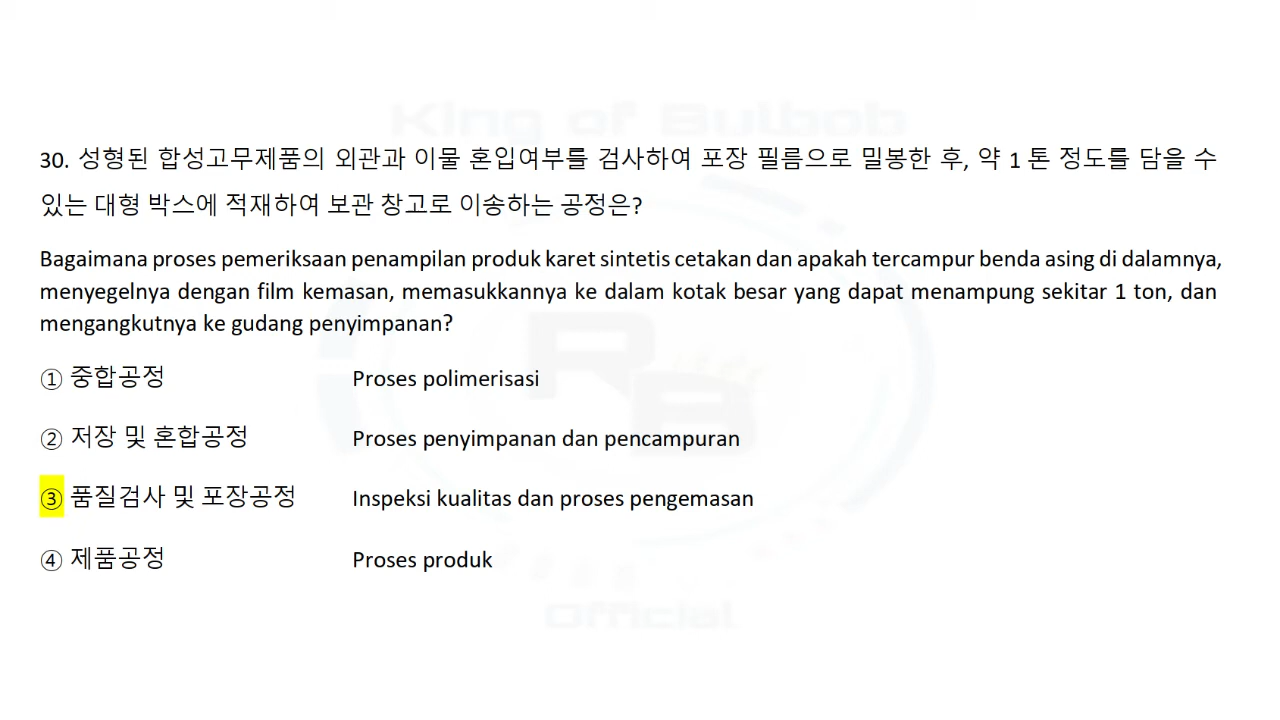 King of Bulbob
30. 성형된 합성고무제품의 외관과 이물 혼입여부를 검사하여 포장 필름으로 밀봉한 후, 약 1 톤 정도를 담을 수
있는 대형 박스에 적재하여 보관 창고로 이송하는 공정은?
Bagaimana proses pemeriksaan penampilan produk karet sintetis cetakan dan apakah tercampur benda asing di dalamnya,
menyegelnya dengan film kemasan, memasukkannya ke dalam kotak besar yang dapat menampung sekitar 1 ton, dan
mengangkutnya ke gudang penyimpanan?
① 중합공정 Proses polimerisasi
② 저장 및 혼합공정 Proses penyimpanan dan pencampuran
③ 품질검사 및 포장공정 Inspeksi kualitas dan proses pengemasan
④ 제품공정 Proses produk
Official